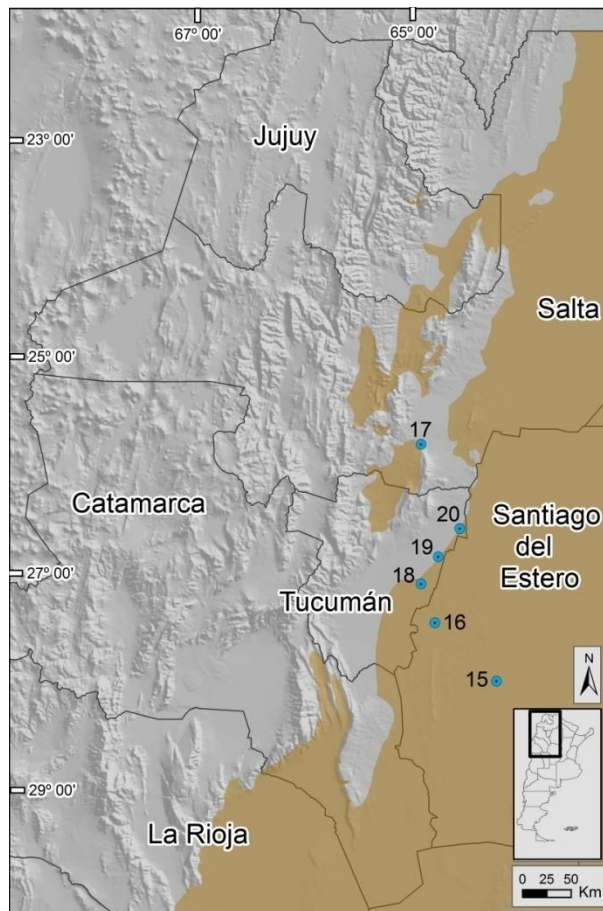 67° 00'
65° 00'
23° 00'
Jujuy
Salta
25° 00'
17
Catamarca
20
Santiago
del
Estero
19
27° 00'
18
Tucumán
16
15
N
29° 00'
La Rioja
0 25 50
Km